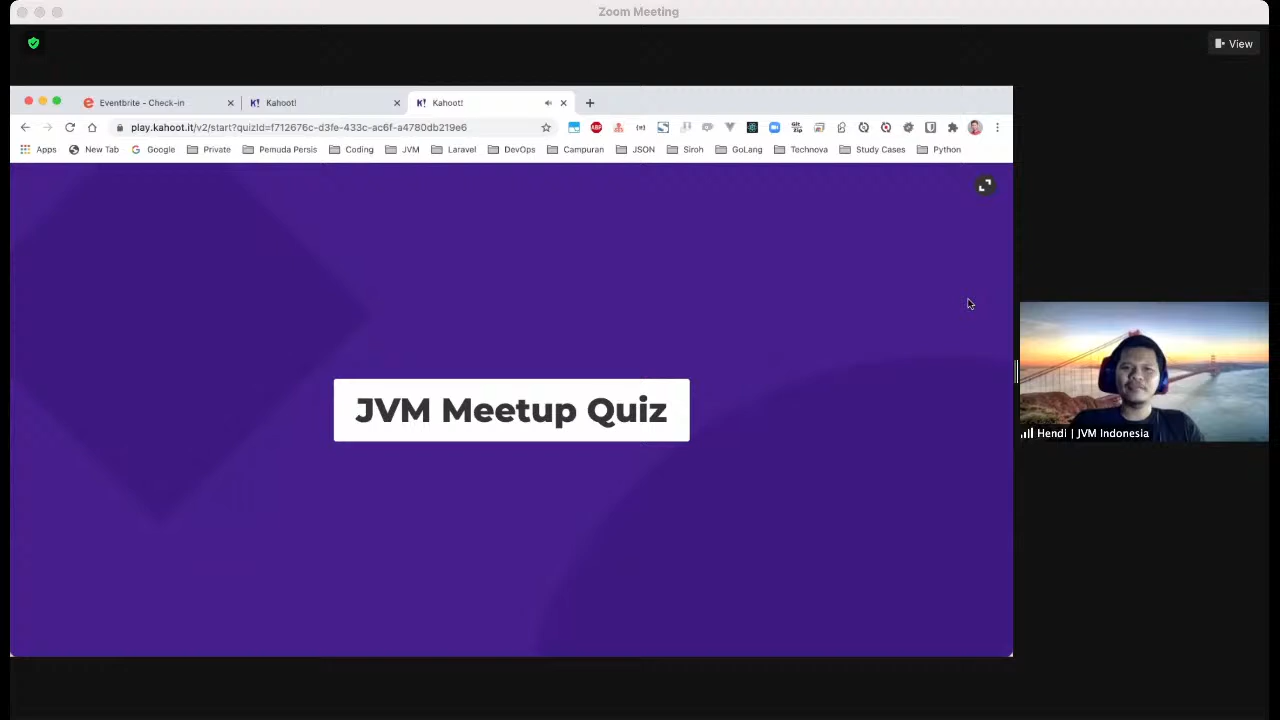 Zoom Meeting
View
Eventbrite - Check-in
K! Kahoot!
K! Kahoot!
play.kahoot.it/v2/start?quizId=f712676c-d3fe-433c-ac6f-a4780db219e6
Apps New Tab Google Private Pemuda Persis Coding JVM Laravel DevOps Campuran JSON Siroh GoLang Technova Study Cases Python
JVM Meetup Quiz
Hendi | JVM Indonesia